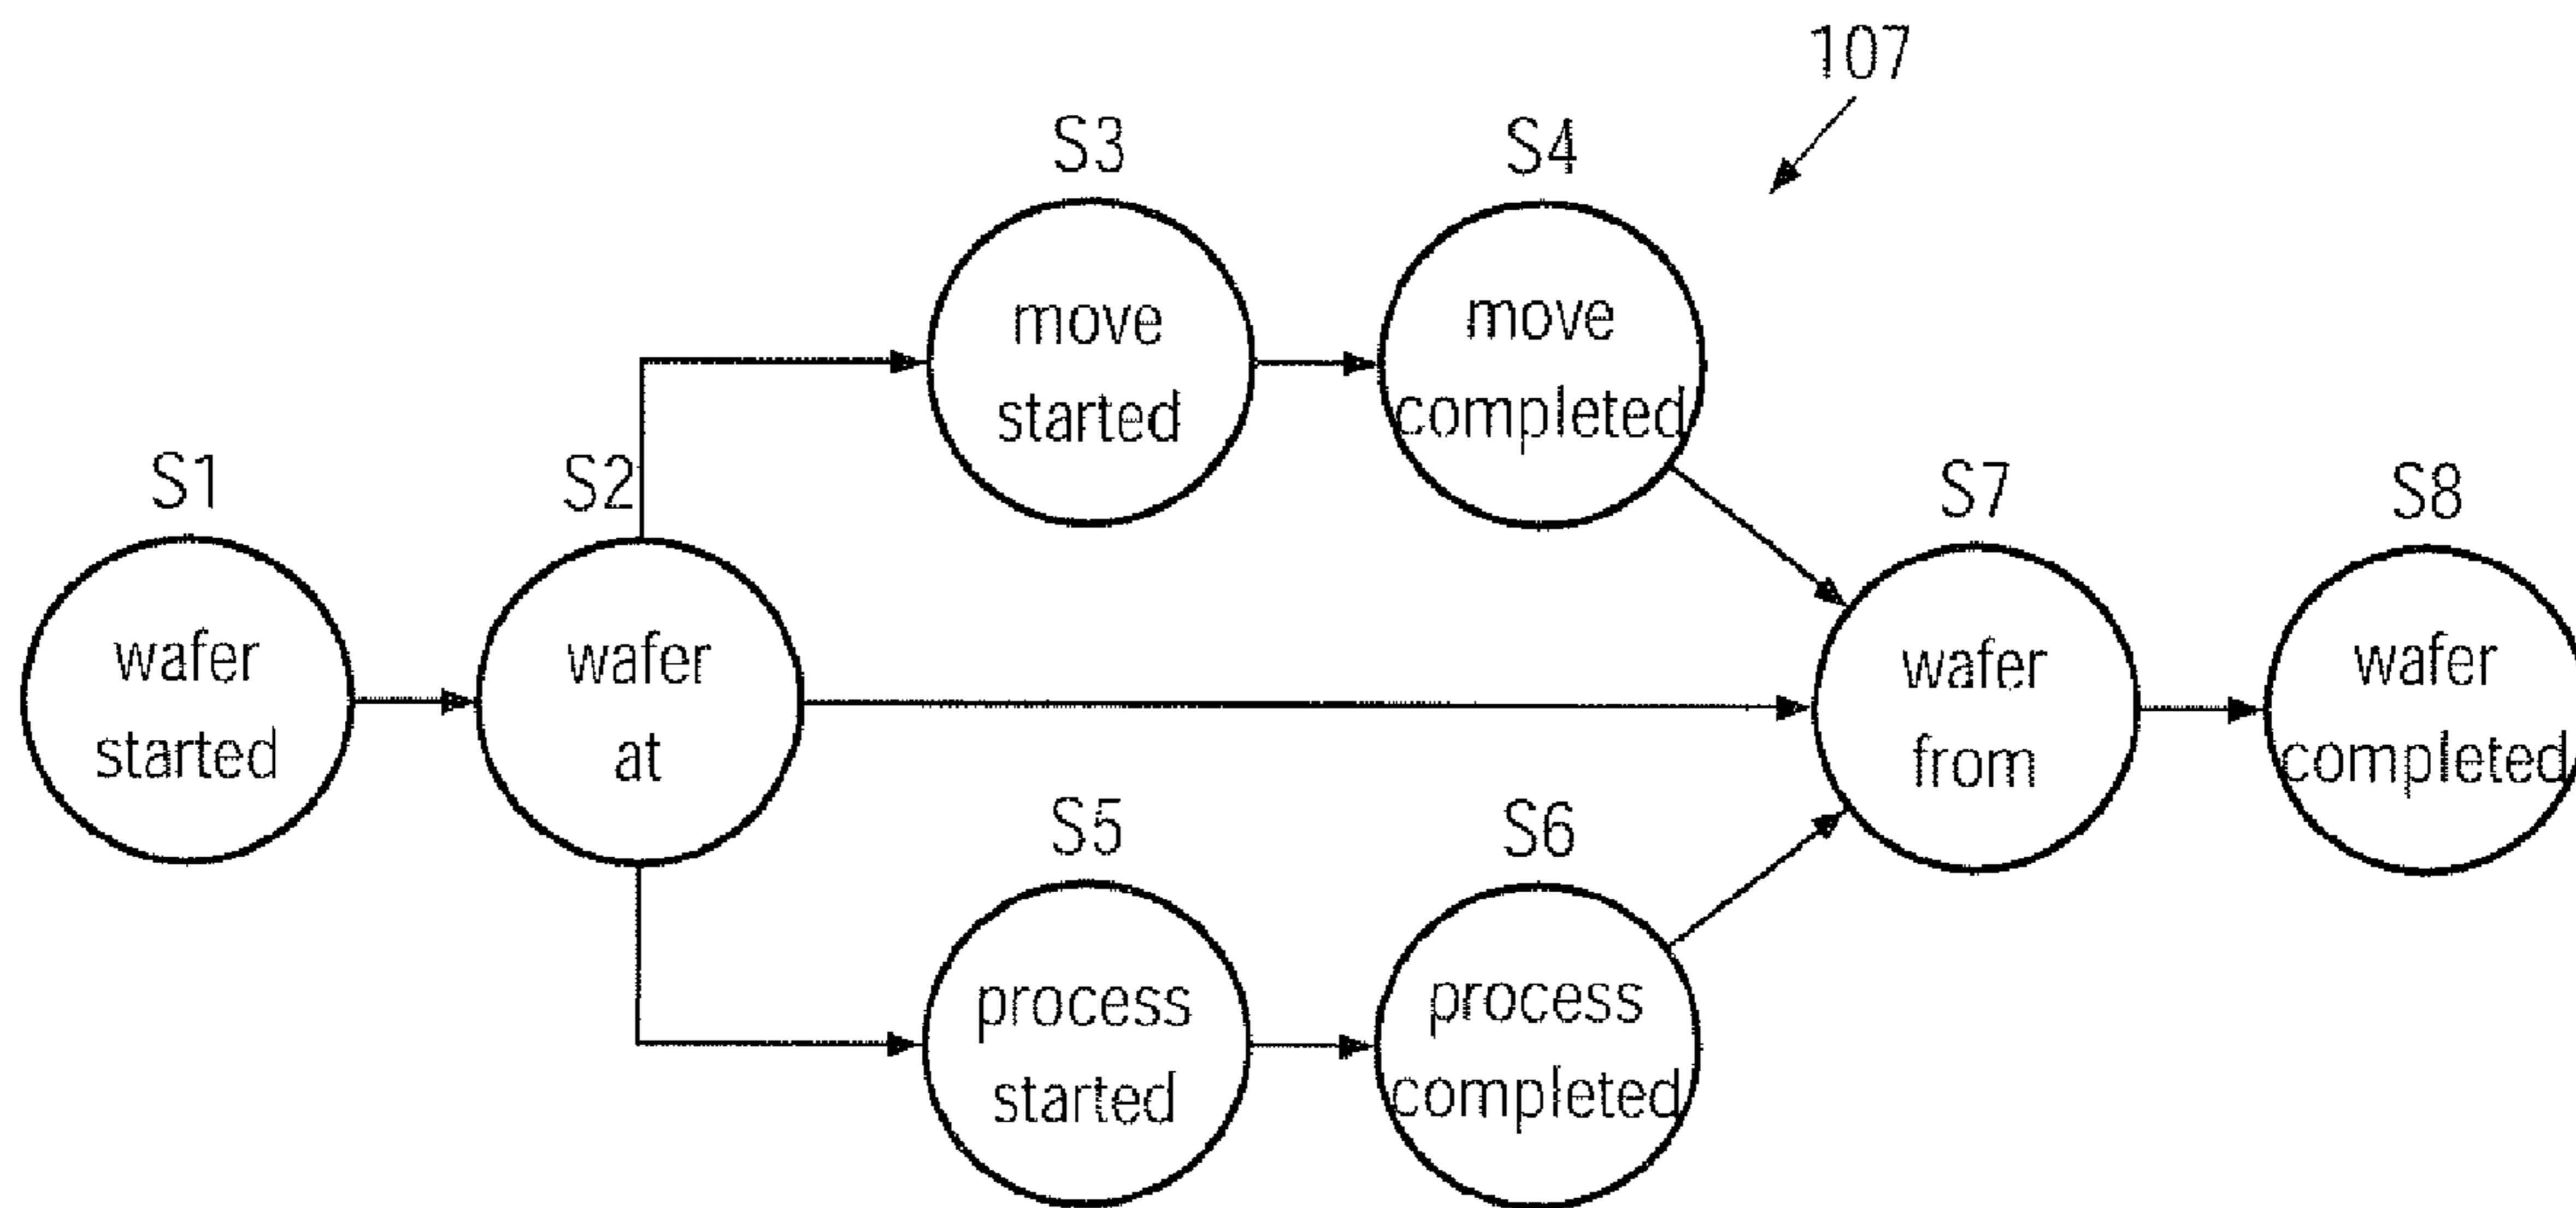 107
S3
move
started
S4
move
completed
S1
wafer
started
S2
wafer
at
S7
wafer
from
S8
wafer
completed
S5
process
started
S6
process
completed